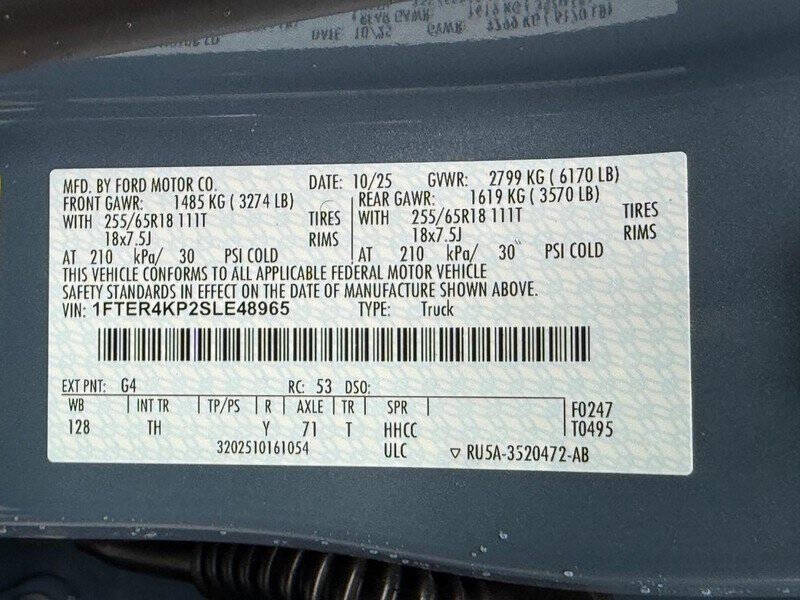 MFD. BY FORD MOTOR CO. DATE: 10/25 GVWR: 2799 KG ( 6170 LB)
FRONT GAWR: 1485 KG ( 3274 LB) REAR GAWR: 1619 KG ( 3570 LB)
WITH 255/65R18 111T TIRES WITH 255/65R18 111T TIRES
18x7.5J RIMS 18x7.5J RIMS
AT 210 kPa/ 30 PSI COLD AT 210 kPa/ 30 PSI COLD
THIS VEHICLE CONFORMS TO ALL APPLICABLE FEDERAL MOTOR VEHICLE
SAFETY STANDARDS IN EFFECT ON THE DATE OF MANUFACTURE SHOWN ABOVE.
VIN: 1FTER4KP2SLE48965 TYPE: Truck
EXT PNT: G4 RC: 53 DSO:
WB INT TR TP/PS R AXLE TR SPR F0247
128 TH Y 71 T HHCC T0495
3202510161054 ULC ▽ RU5A-3520472-AB